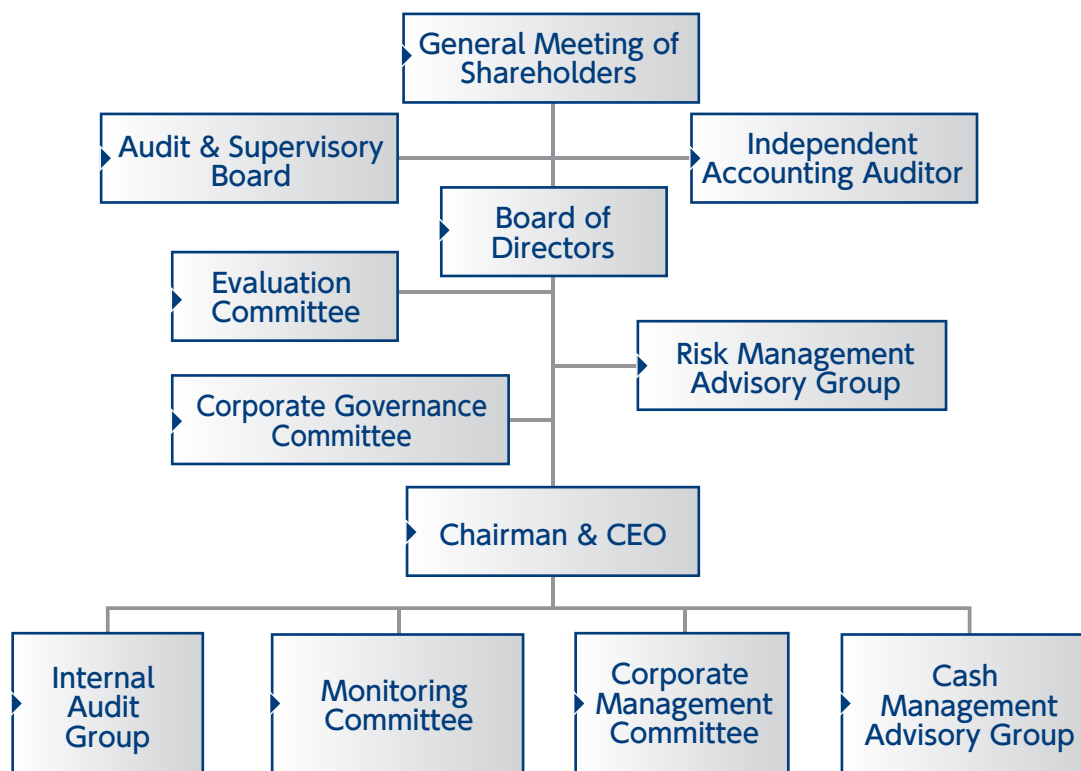 General Meeting of
Shareholders
Audit & Supervisory
Board
Independent
Accounting Auditor
Board of
Directors
Evaluation
Committee
Risk Management
Advisory Group
Corporate Governance
Committee
Chairman & CEO
Internal
Audit
Group
Monitoring
Committee
Corporate
Management
Committee
Cash
Management
Advisory Group